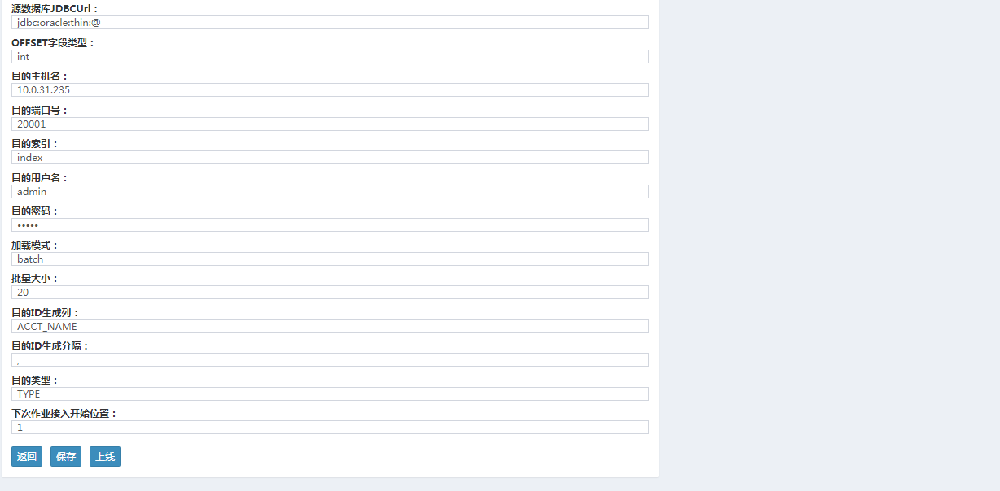 源数据库JDBCUrl：
jdbc:oracle:thin:@
OFFSET字段类型：
int
目的主机名：
10.0.31.235
目的端口号：
20001
目的索引：
index
目的用户名：
admin
目的密码：
•••••
加载模式：
batch
批量大小：
20
目的ID生成列：
ACCT_NAME
目的ID生成分隔：
,
目的类型：
TYPE
下次作业接入开始位置：
1
返回 保存 上线